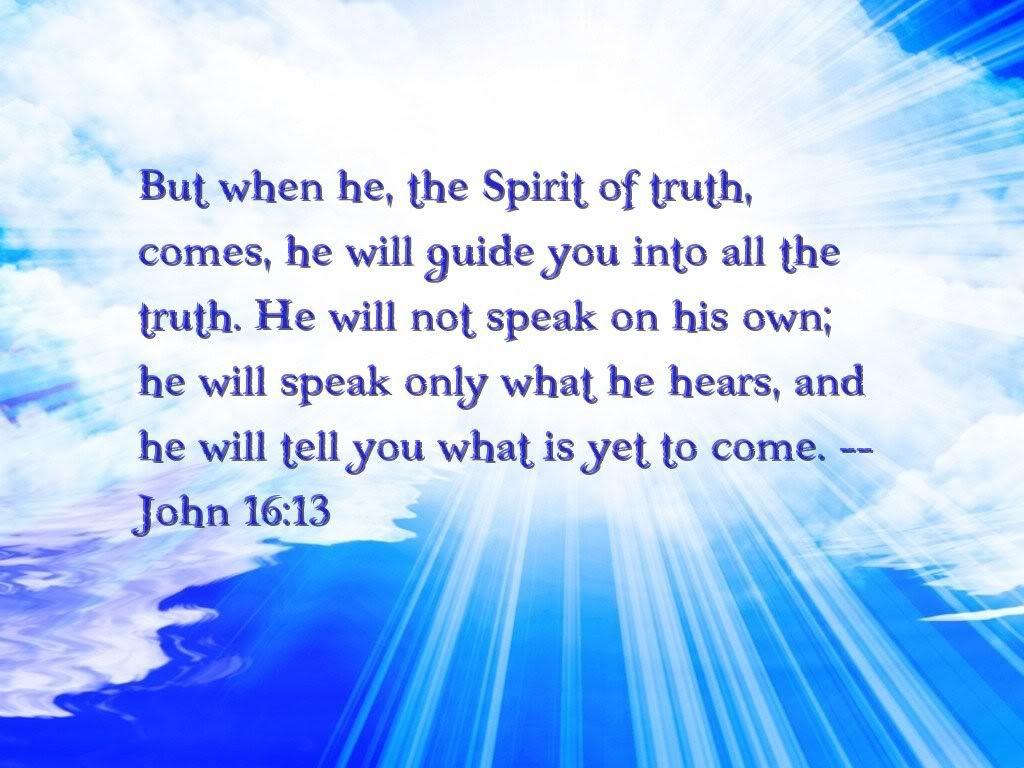 But when he, the Spirit of truth,
comes, he will guide you into all the
truth. He will not speak on his own;
he will speak only what he hears, and
he will tell you what is yet to come. --
John 16:13